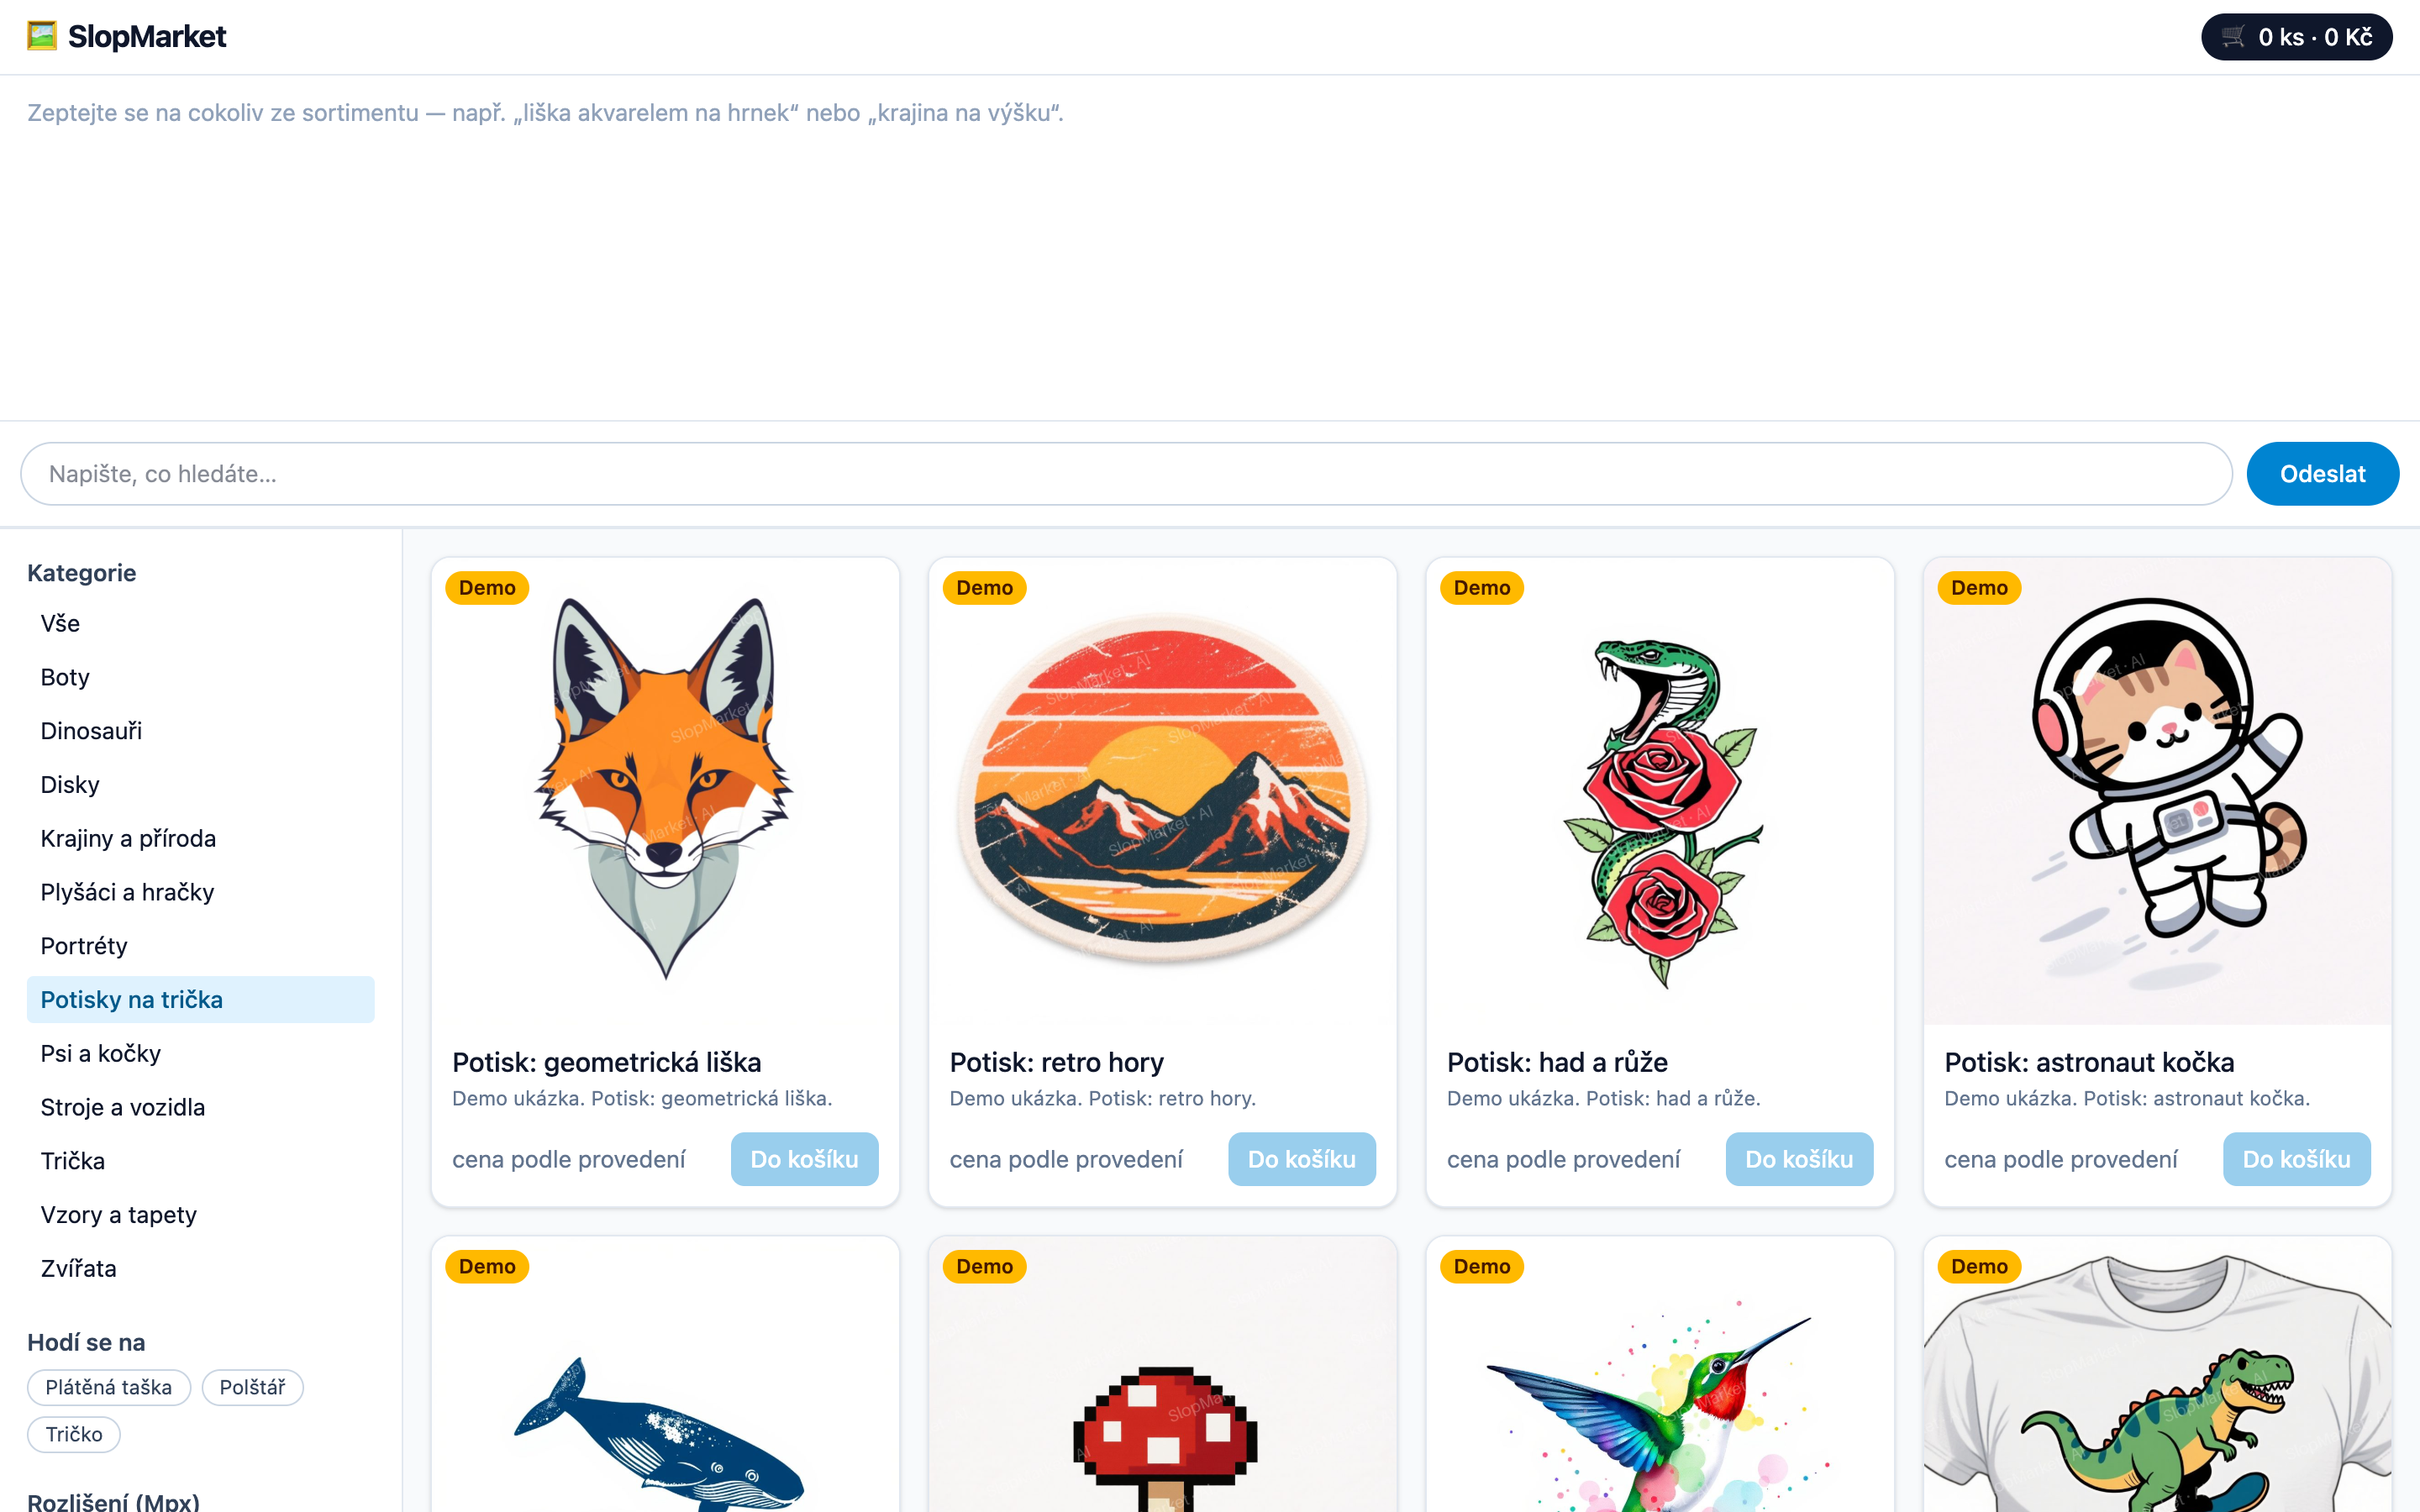 SlopMarket
0 ks · 0 Kč
Zeptejte se na cokoliv ze sortimentu — např. „liška akvarelem na hrnek“ nebo „krajina na výšku“.
Napište, co hledáte…
Odeslat
Kategorie
Vše
Boty
Dinosauři
Disky
Krajiny a příroda
Plyšáci a hračky
Portréty
Potisky na trička
Psi a kočky
Stroje a vozidla
Trička
Vzory a tapety
Zvířata
Hodí se na
Plátěná taška
Polštář
Tričko
Rozlišení (Mpx)
Demo
Potisk: geometrická liška
Demo ukázka. Potisk: geometrická liška.
cena podle provedení
Do košíku
Demo
SlopMarket · AI
SlopMarket · AI
SlopMarket · AI
Potisk: retro hory
Demo ukázka. Potisk: retro hory.
cena podle provedení
Do košíku
Demo
Potisk: had a růže
Demo ukázka. Potisk: had a růže.
cena podle provedení
Do košíku
Demo
Potisk: astronaut kočka
Demo ukázka. Potisk: astronaut kočka.
cena podle provedení
Do košíku
Demo
Demo
Demo
Demo